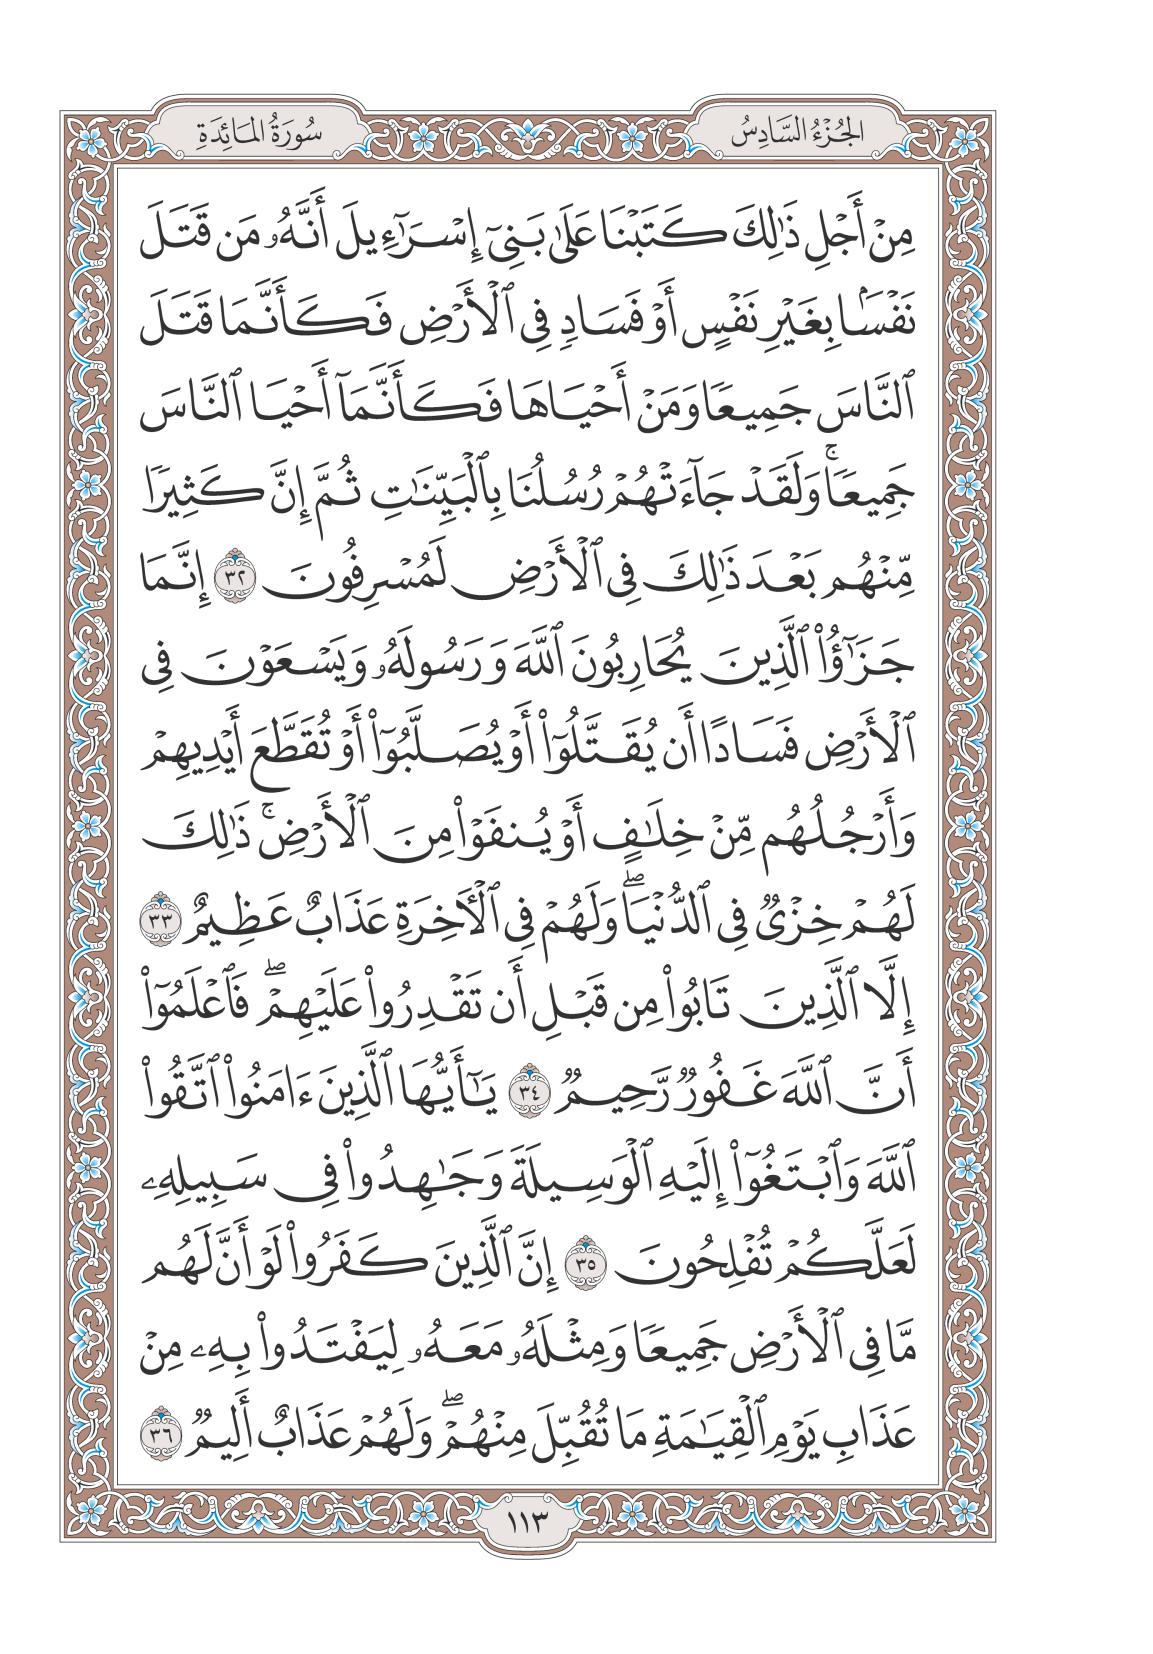 الجُزْءُ السَّادِسُ
سُورَةُ المَائِدَةِ
مِنْ أَجْلِ ذَٰلِكَ كَتَبْنَا عَلَىٰ بَنِىٓ إِسْرَٰٓءِيلَ أَنَّهُۥ مَن قَتَلَ
نَفْسَۢا بِغَيْرِ نَفْسٍ أَوْ فَسَادٍ فِى ٱلْأَرْضِ فَكَأَنَّمَا قَتَلَ
ٱلنَّاسَ جَمِيعًا وَمَنْ أَحْيَاهَا فَكَأَنَّمَآ أَحْيَا ٱلنَّاسَ
جَمِيعًاۚ وَلَقَدْ جَآءَتْهُمْ رُسُلُنَا بِٱلْبَيِّنَٰتِ ثُمَّ إِنَّ كَثِيرًا
مِّنْهُم بَعْدَ ذَٰلِكَ فِى ٱلْأَرْضِ لَمُسْرِفُونَ ٣٢ إِنَّمَا
جَزَٰٓؤُا۟ ٱلَّذِينَ يُحَارِبُونَ ٱللَّهَ وَرَسُولَهُۥ وَيَسْعَوْنَ فِى
ٱلْأَرْضِ فَسَادًا أَن يُقَتَّلُوٓا۟ أَوْ يُصَلَّبُوٓا۟ أَوْ تُقَطَّعَ أَيْدِيهِمْ
وَأَرْجُلُهُم مِّنْ خِلَٰفٍ أَوْ يُنفَوْا۟ مِنَ ٱلْأَرْضِۚ ذَٰلِكَ
لَهُمْ خِزْىٌ فِى ٱلدُّنْيَاۖ وَلَهُمْ فِى ٱلْأَخِرَةِ عَذَابٌ عَظِيمٌ ٣٣
إِلَّا ٱلَّذِينَ تَابُوا۟ مِن قَبْلِ أَن تَقْدِرُوا۟ عَلَيْهِمْۖ فَٱعْلَمُوٓا۟
أَنَّ ٱللَّهَ غَفُورٌ رَّحِيمٌ ٣٤ يَٰٓأَيُّهَا ٱلَّذِينَ ءَامَنُوا۟ ٱتَّقُوا۟
ٱللَّهَ وَٱبْتَغُوٓا۟ إِلَيْهِ ٱلْوَسِيلَةَ وَجَٰهِدُوا۟ فِى سَبِيلِهِۦ
لَعَلَّكُمْ تُفْلِحُونَ ٣٥ إِنَّ ٱلَّذِينَ كَفَرُوا۟ لَوْ أَنَّ لَهُم
مَّا فِى ٱلْأَرْضِ جَمِيعًا وَمِثْلَهُۥ مَعَهُۥ لِيَفْتَدُوا۟ بِهِۦ مِنْ
عَذَابِ يَوْمِ ٱلْقِيَٰمَةِ مَا تُقُبِّلَ مِنْهُمْۖ وَلَهُمْ عَذَابٌ أَلِيمٌ ٣٦
١١٣